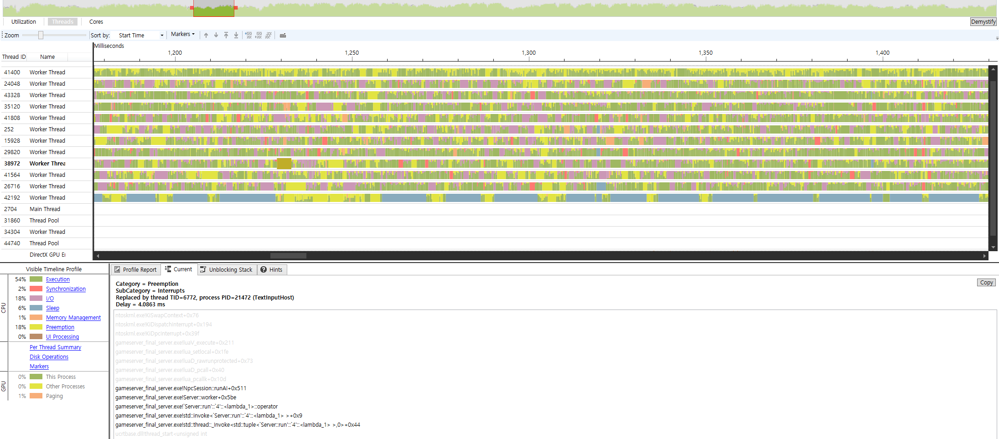 Utilization Threads Cores Demystify
Zoom Sort by: Start Time Markers
Milliseconds
1,200 1,250 1,300 1,350 1,400
Thread ID Name
41400 Worker Thread
24048 Worker Thread
43328 Worker Thread
35120 Worker Thread
41808 Worker Thread
252 Worker Thread
15928 Worker Thread
29820 Worker Thread
38972 Worker Threa
41564 Worker Thread
26716 Worker Thread
42192 Worker Thread
2704 Main Thread
31860 Thread Pool
34304 Worker Thread
44740 Thread Pool
DirectX GPU Er
Visible Timeline Profile
CPU
54% Execution
2% Synchronization
18% I/O
6% Sleep
1% Memory Management
18% Preemption
0% UI Processing
Per Thread Summary
Disk Operations
Markers
GPU
0% This Process
0% Other Processes
1% Paging
Profile Report Current Unblocking Stack Hints
Category = Preemption
SubCategory = Interrupts
Replaced by thread TID=6772, process PID=21472 (TextInputHost)
Delay = 4.0863 ms
Copy
ntoskrnl.exe!KiSwapContext+0x76
ntoskrnl.exe!KiDispatchInterrupt+0x194
ntoskrnl.exe!KiDpcInterrupt+0x39f
gameserver_final_server.exe!luaV_execute+0x211
gameserver_final_server.exe!lua_setlocal+0x1fe
gameserver_final_server.exe!luaD_rawrunprotected+0x73
gameserver_final_server.exe!luaD_pcall+0x40
gameserver_final_server.exe!lua_pcallk+0x10d
gameserver_final_server.exe!NpcSession::runAI+0x511
gameserver_final_server.exe!Server::worker+0x5be
gameserver_final_server.exe!`Server::run'::`4'::<lambda_1>::operator
gameserver_final_server.exe!std::invoke<`Server::run'::`4'::<lambda_1> >+0x9
gameserver_final_server.exe!std::thread::_Invoke<std::tuple<`Server::run'::`4'::<lambda_1> >,0>+0x44
ucrtbase.dll!thread_start<unsigned int